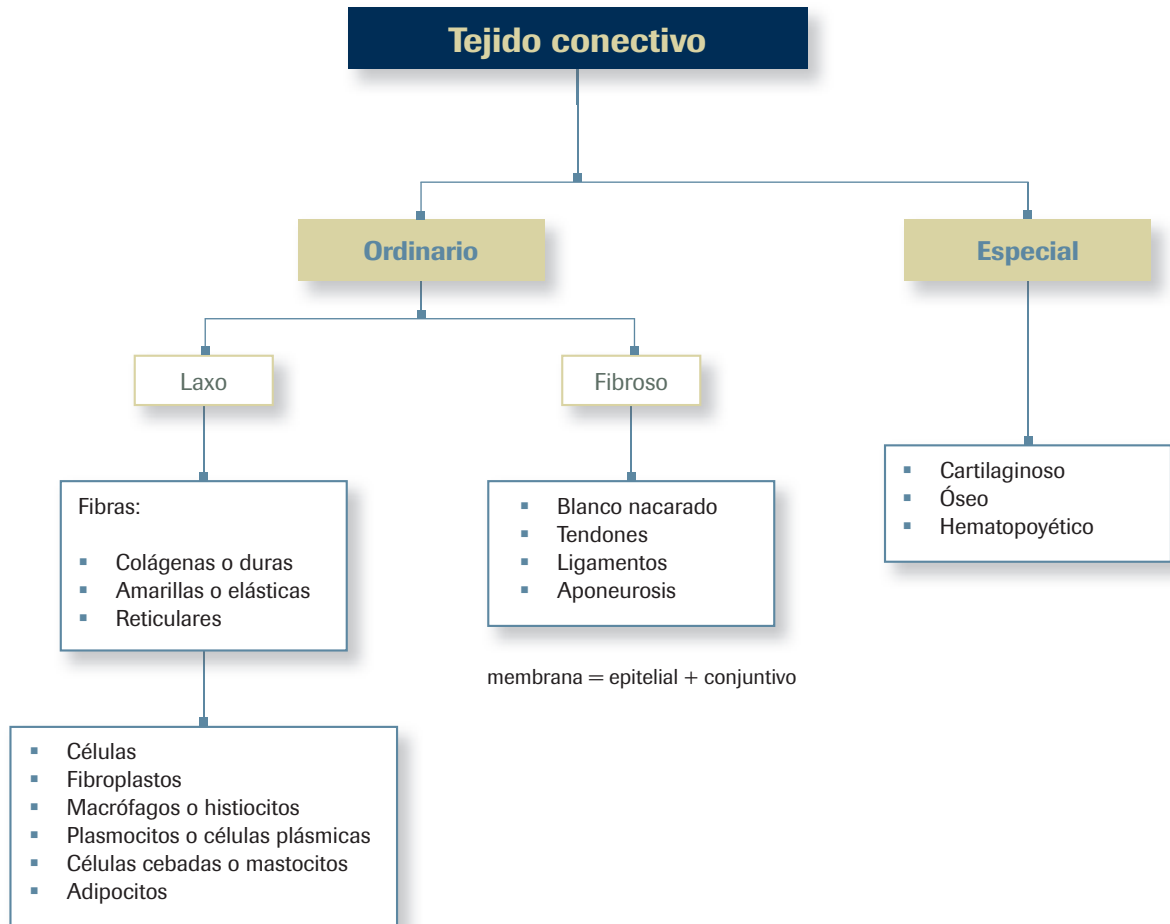 Tejido conectivo
Ordinario
Especial
Laxo
Fibroso
Fibras:
▪ Colágenas o duras
▪ Amarillas o elásticas
▪ Reticulares
▪ Blanco nacarado
▪ Tendones
▪ Ligamentos
▪ Aponeurosis
▪ Cartilaginoso
▪ Óseo
▪ Hematopoyético
membrana = epitelial + conjuntivo
▪ Células
▪ Fibroplastos
▪ Macrófagos o histiocitos
▪ Plasmocitos o células plásmicas
▪ Células cebadas o mastocitos
▪ Adipocitos